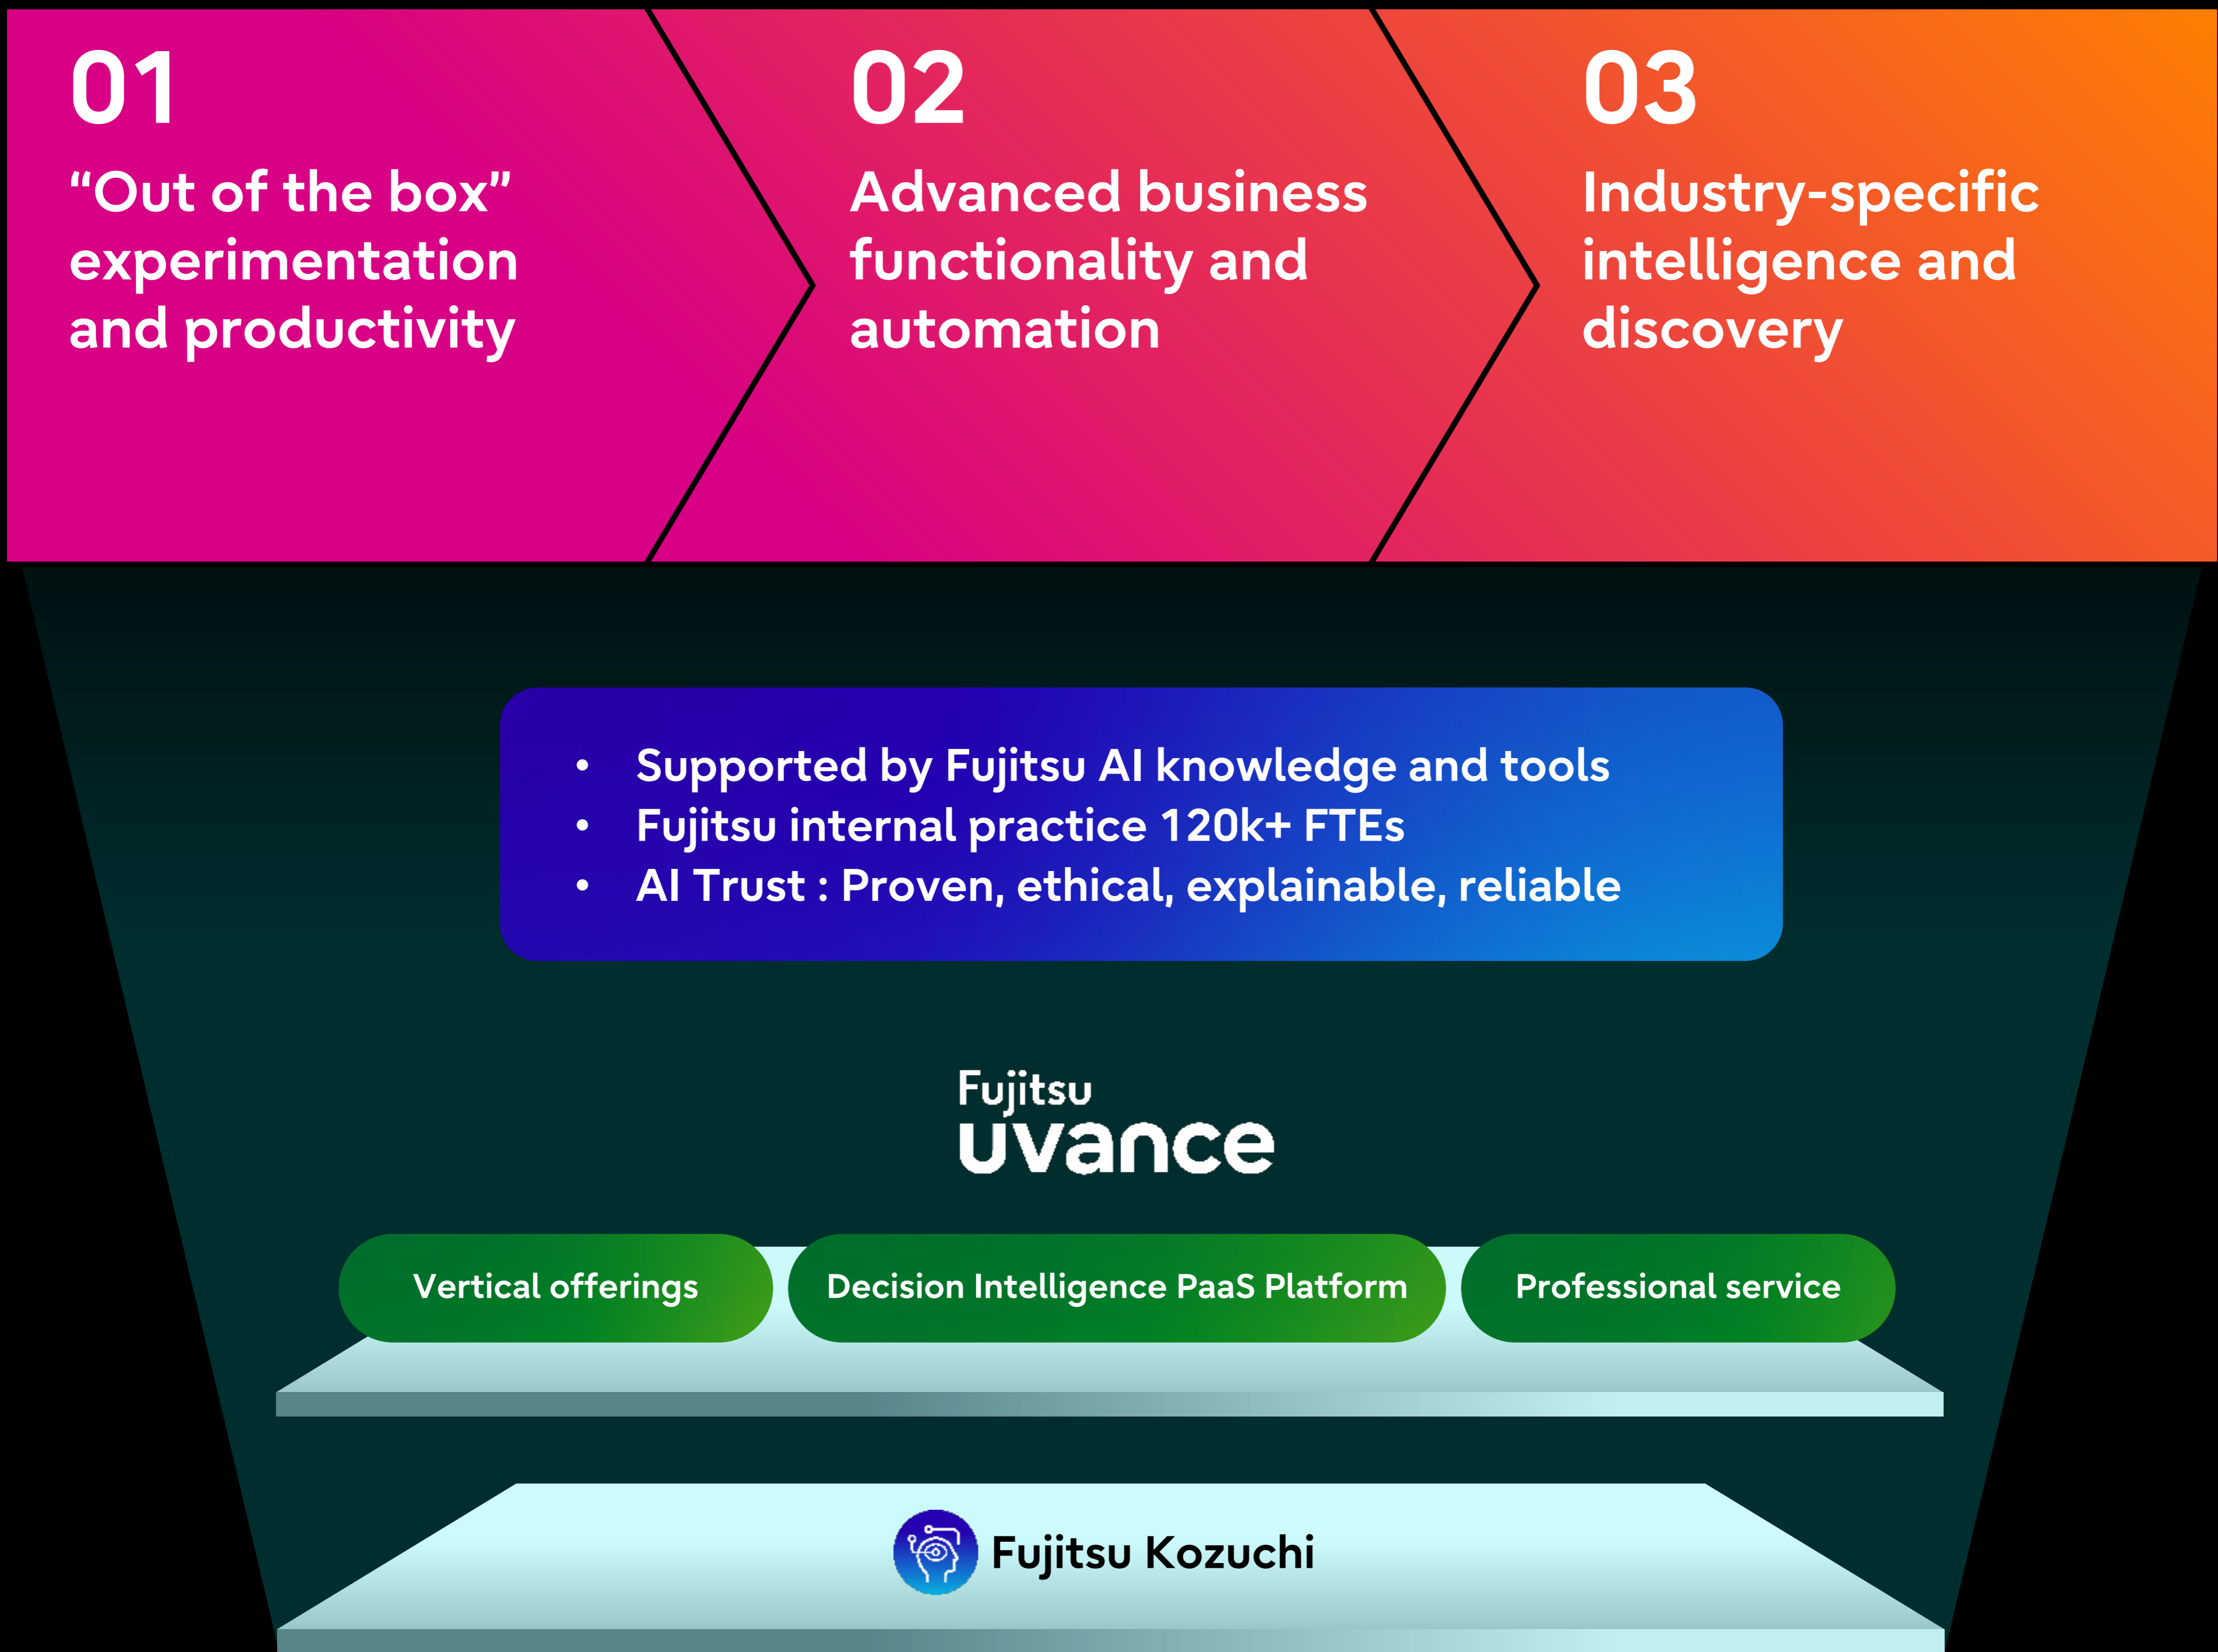 01
“Out of the box”
experimentation
and productivity
02
Advanced business
functionality and
automation
03
Industry-specific
intelligence and
discovery
• Supported by Fujitsu AI knowledge and tools
• Fujitsu internal practice 120k+ FTEs
• AI Trust : Proven, ethical, explainable, reliable
Fujitsu
uvance
Vertical offerings
Decision Intelligence PaaS Platform
Professional service
Fujitsu Kozuchi